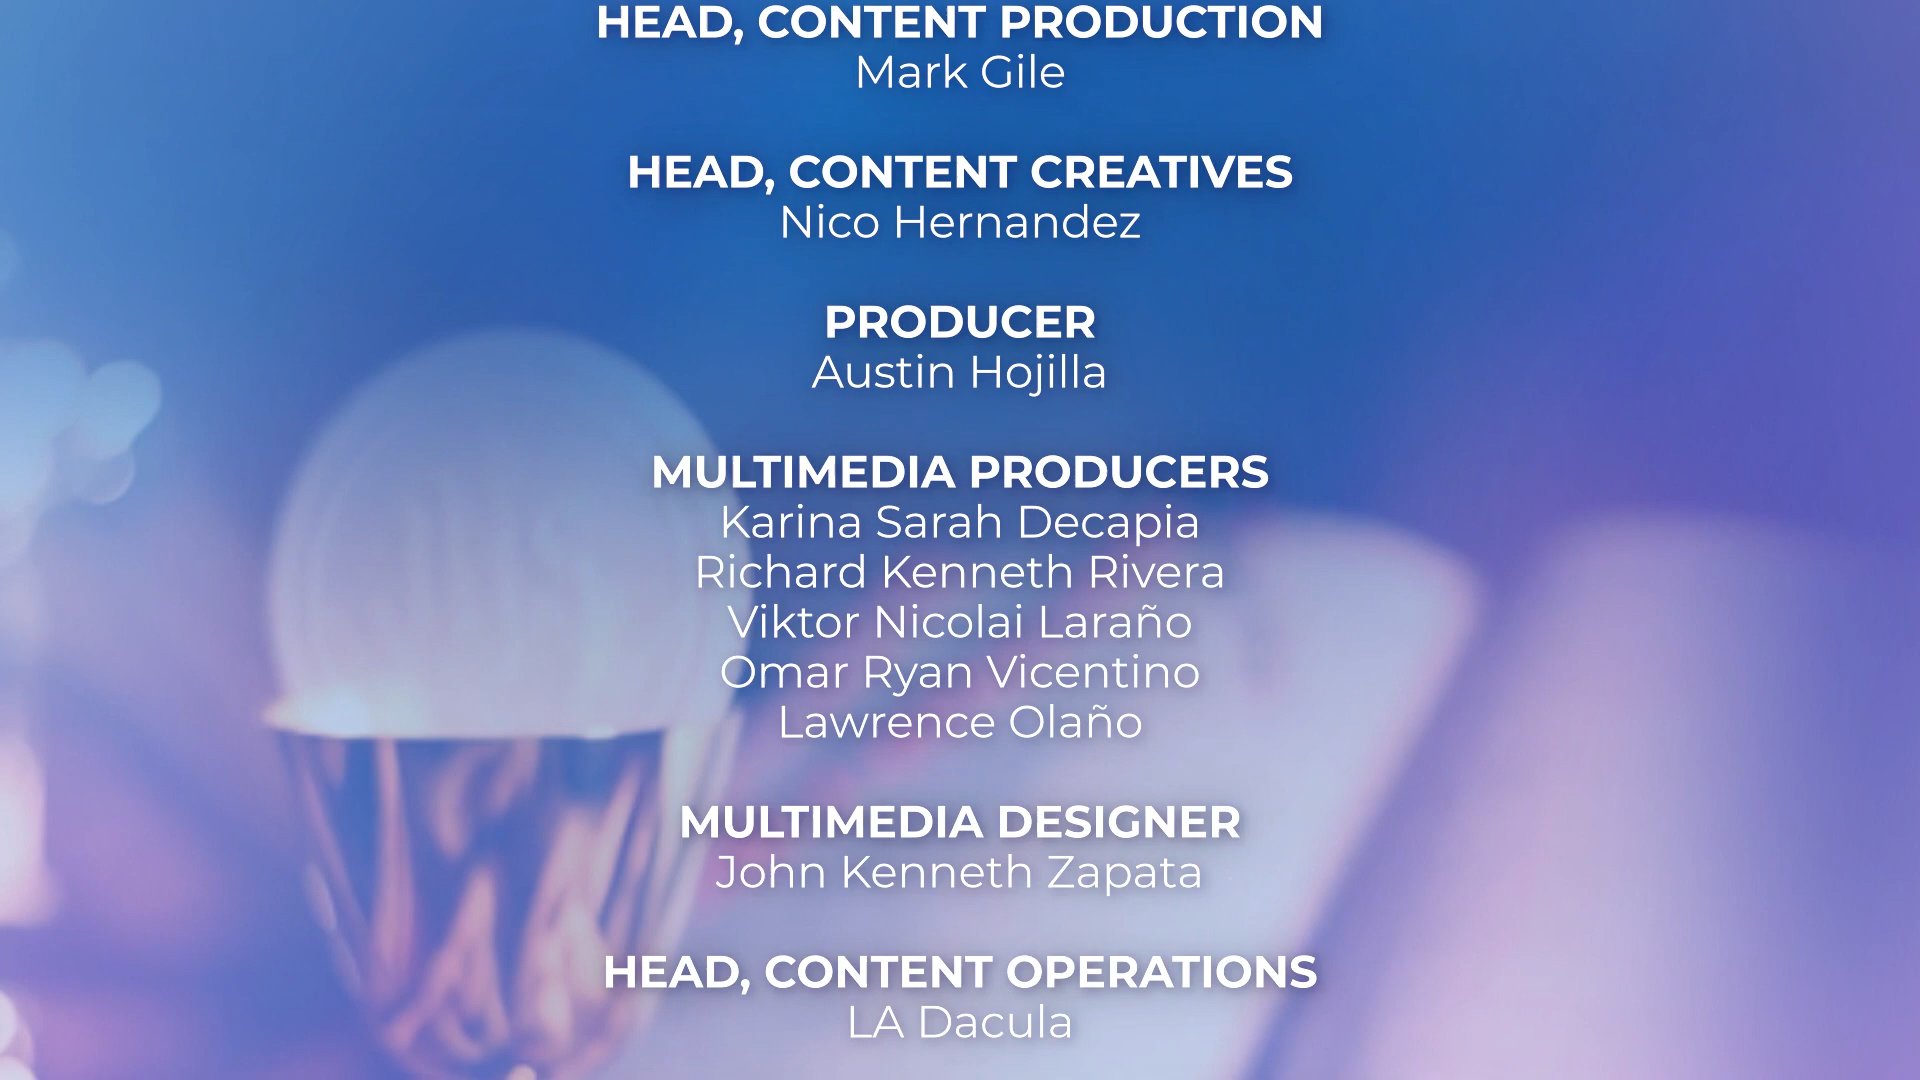 HEAD, CONTENT PRODUCTION
Mark Gile
HEAD, CONTENT CREATIVES
Nico Hernandez
PRODUCER
Austin Hojilla
MULTIMEDIA PRODUCERS
Karina Sarah Decapia
Richard Kenneth Rivera
Viktor Nicolai Laraño
Omar Ryan Vicentino
Lawrence Olaño
MULTIMEDIA DESIGNER
John Kenneth Zapata
HEAD, CONTENT OPERATIONS
LA Dacula